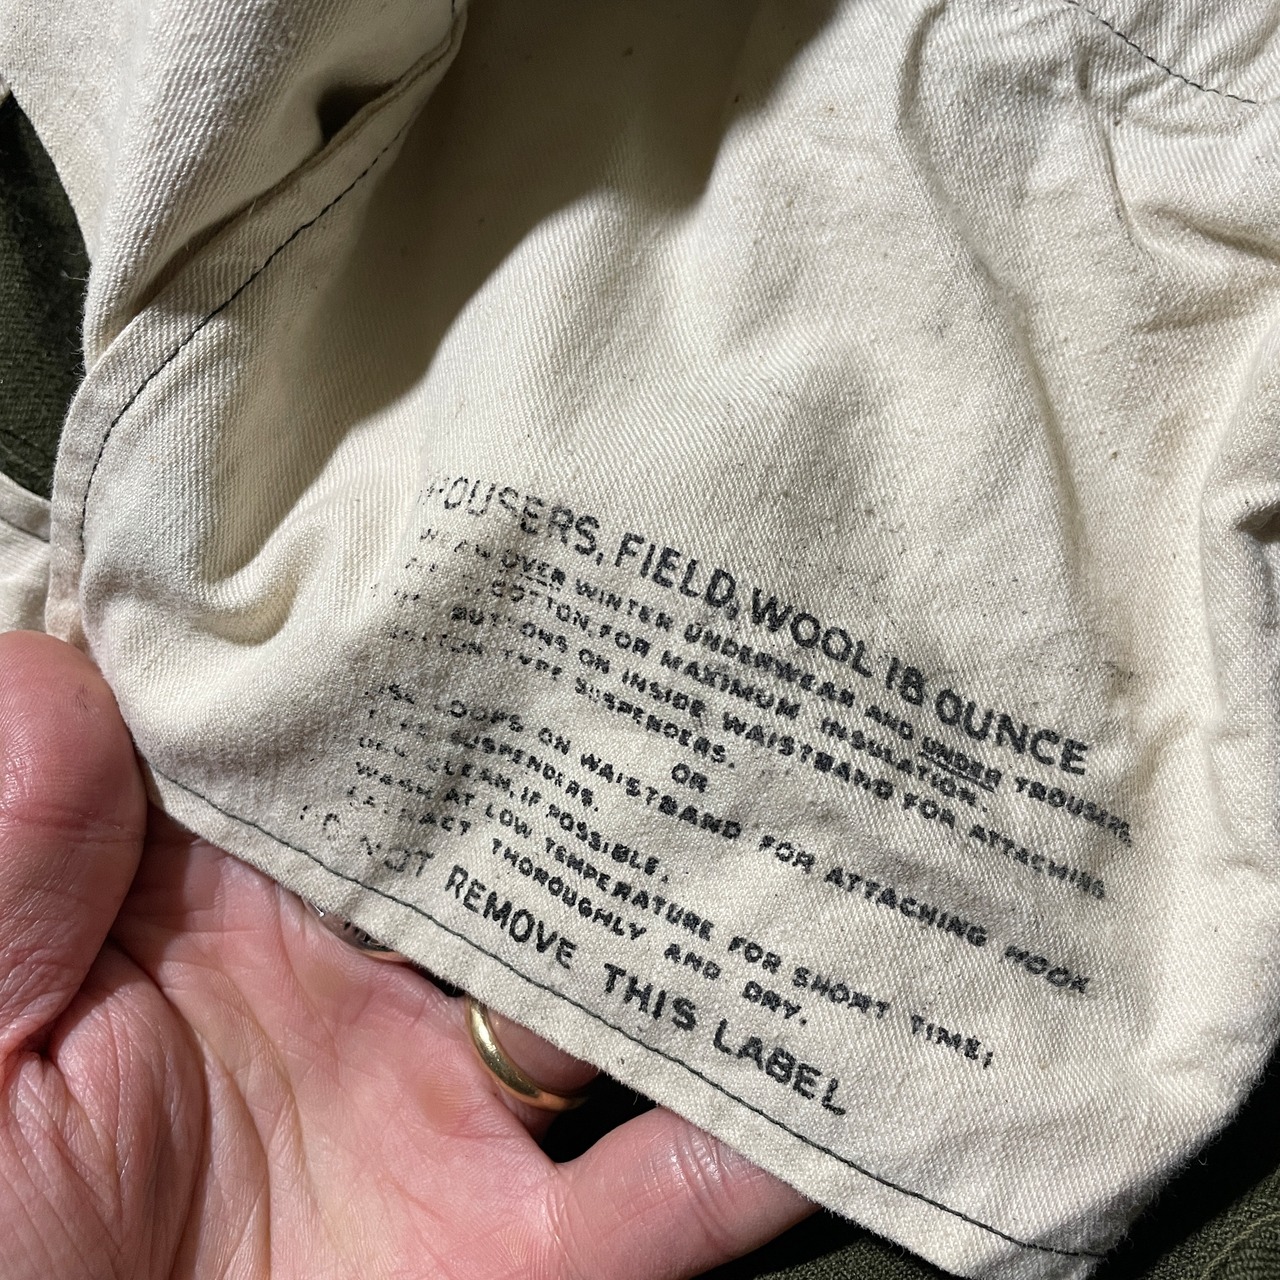 TROUSERS, FIELD, WOOL 18 OUNCE
WEAR OVER WINTER UNDERWEAR AND UNDER TROUSERS,
COTTON, FOR MAXIMUM INSULATION.
BUTTONS ON INSIDE WAISTBAND FOR ATTACHING
BUTTON TYPE SUSPENDERS.
OR
USE LOOPS ON WAISTBAND FOR ATTACHING HOOK
TYPE SUSPENDERS.
DRY CLEAN, IF POSSIBLE.
WASH AT LOW TEMPERATURE FOR SHORT TIME;
EXTRACT THOROUGHLY AND DRY.
DO NOT REMOVE THIS LABEL